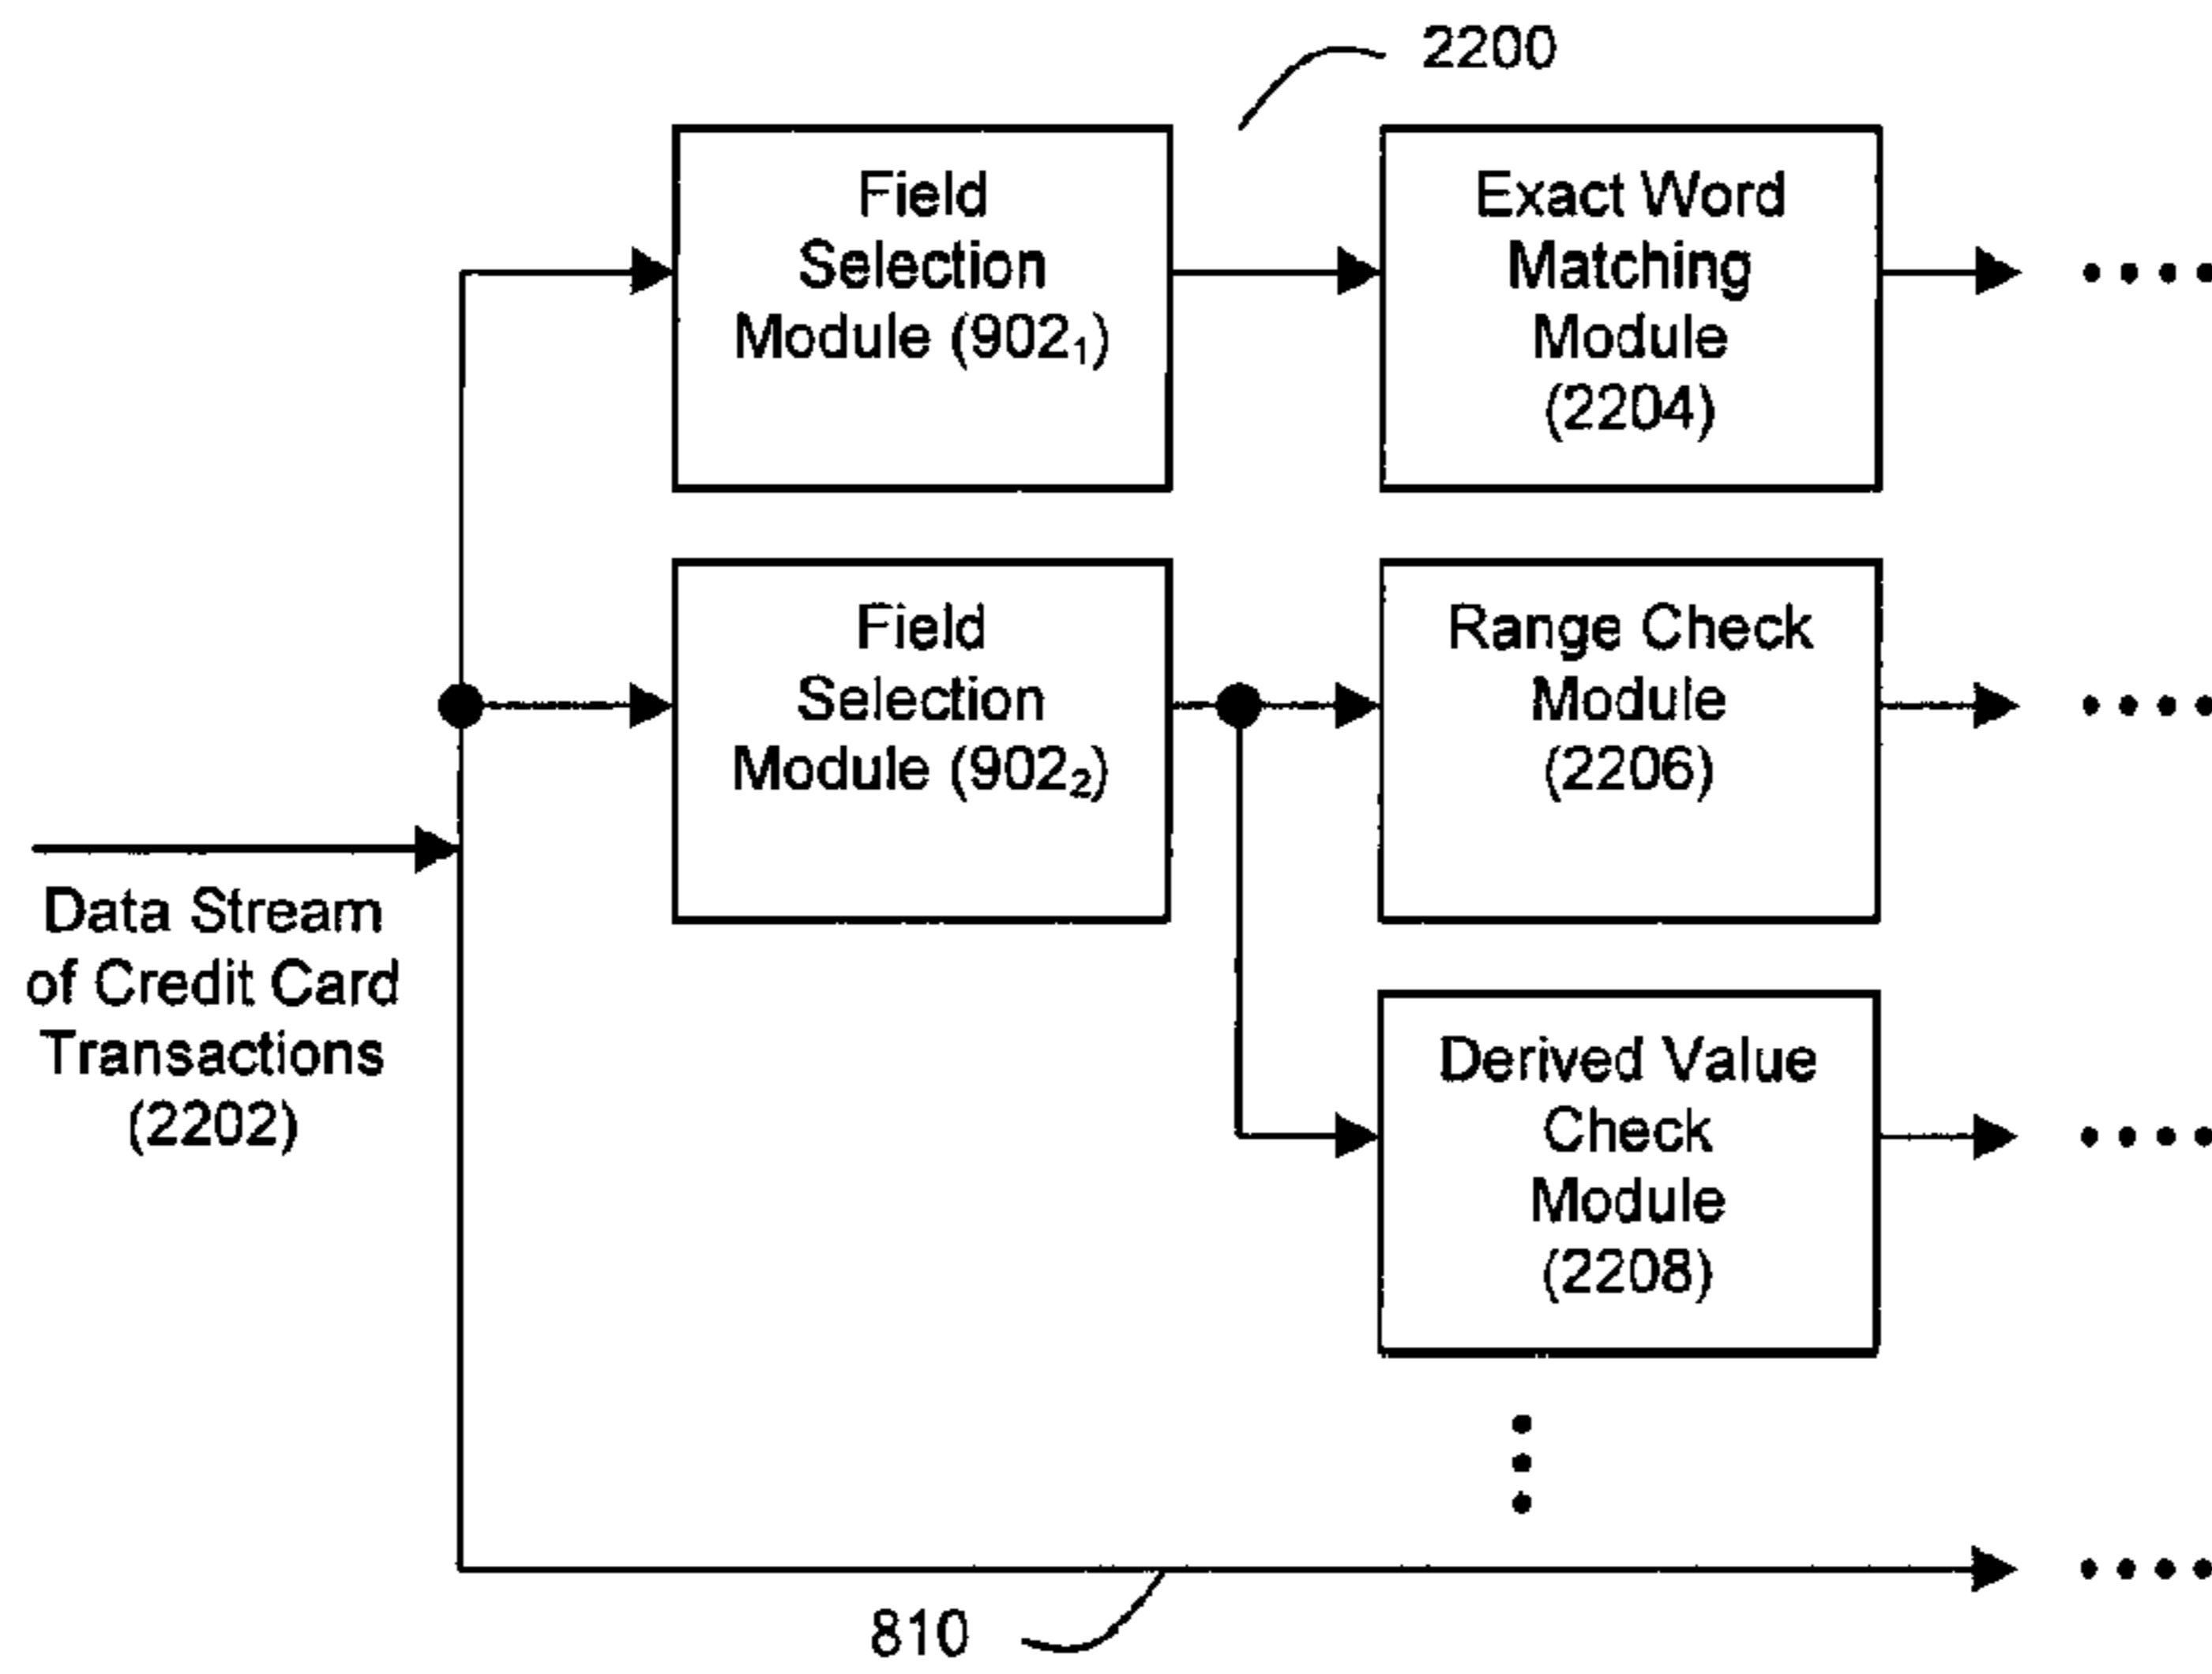 2200
Field
Selection
Module (902₁)
Exact Word
Matching
Module
(2204)
Field
Selection
Module (902₂)
Range Check
Module
(2206)
Data Stream
of Credit Card
Transactions
(2202)
Derived Value
Check
Module
(2208)
810